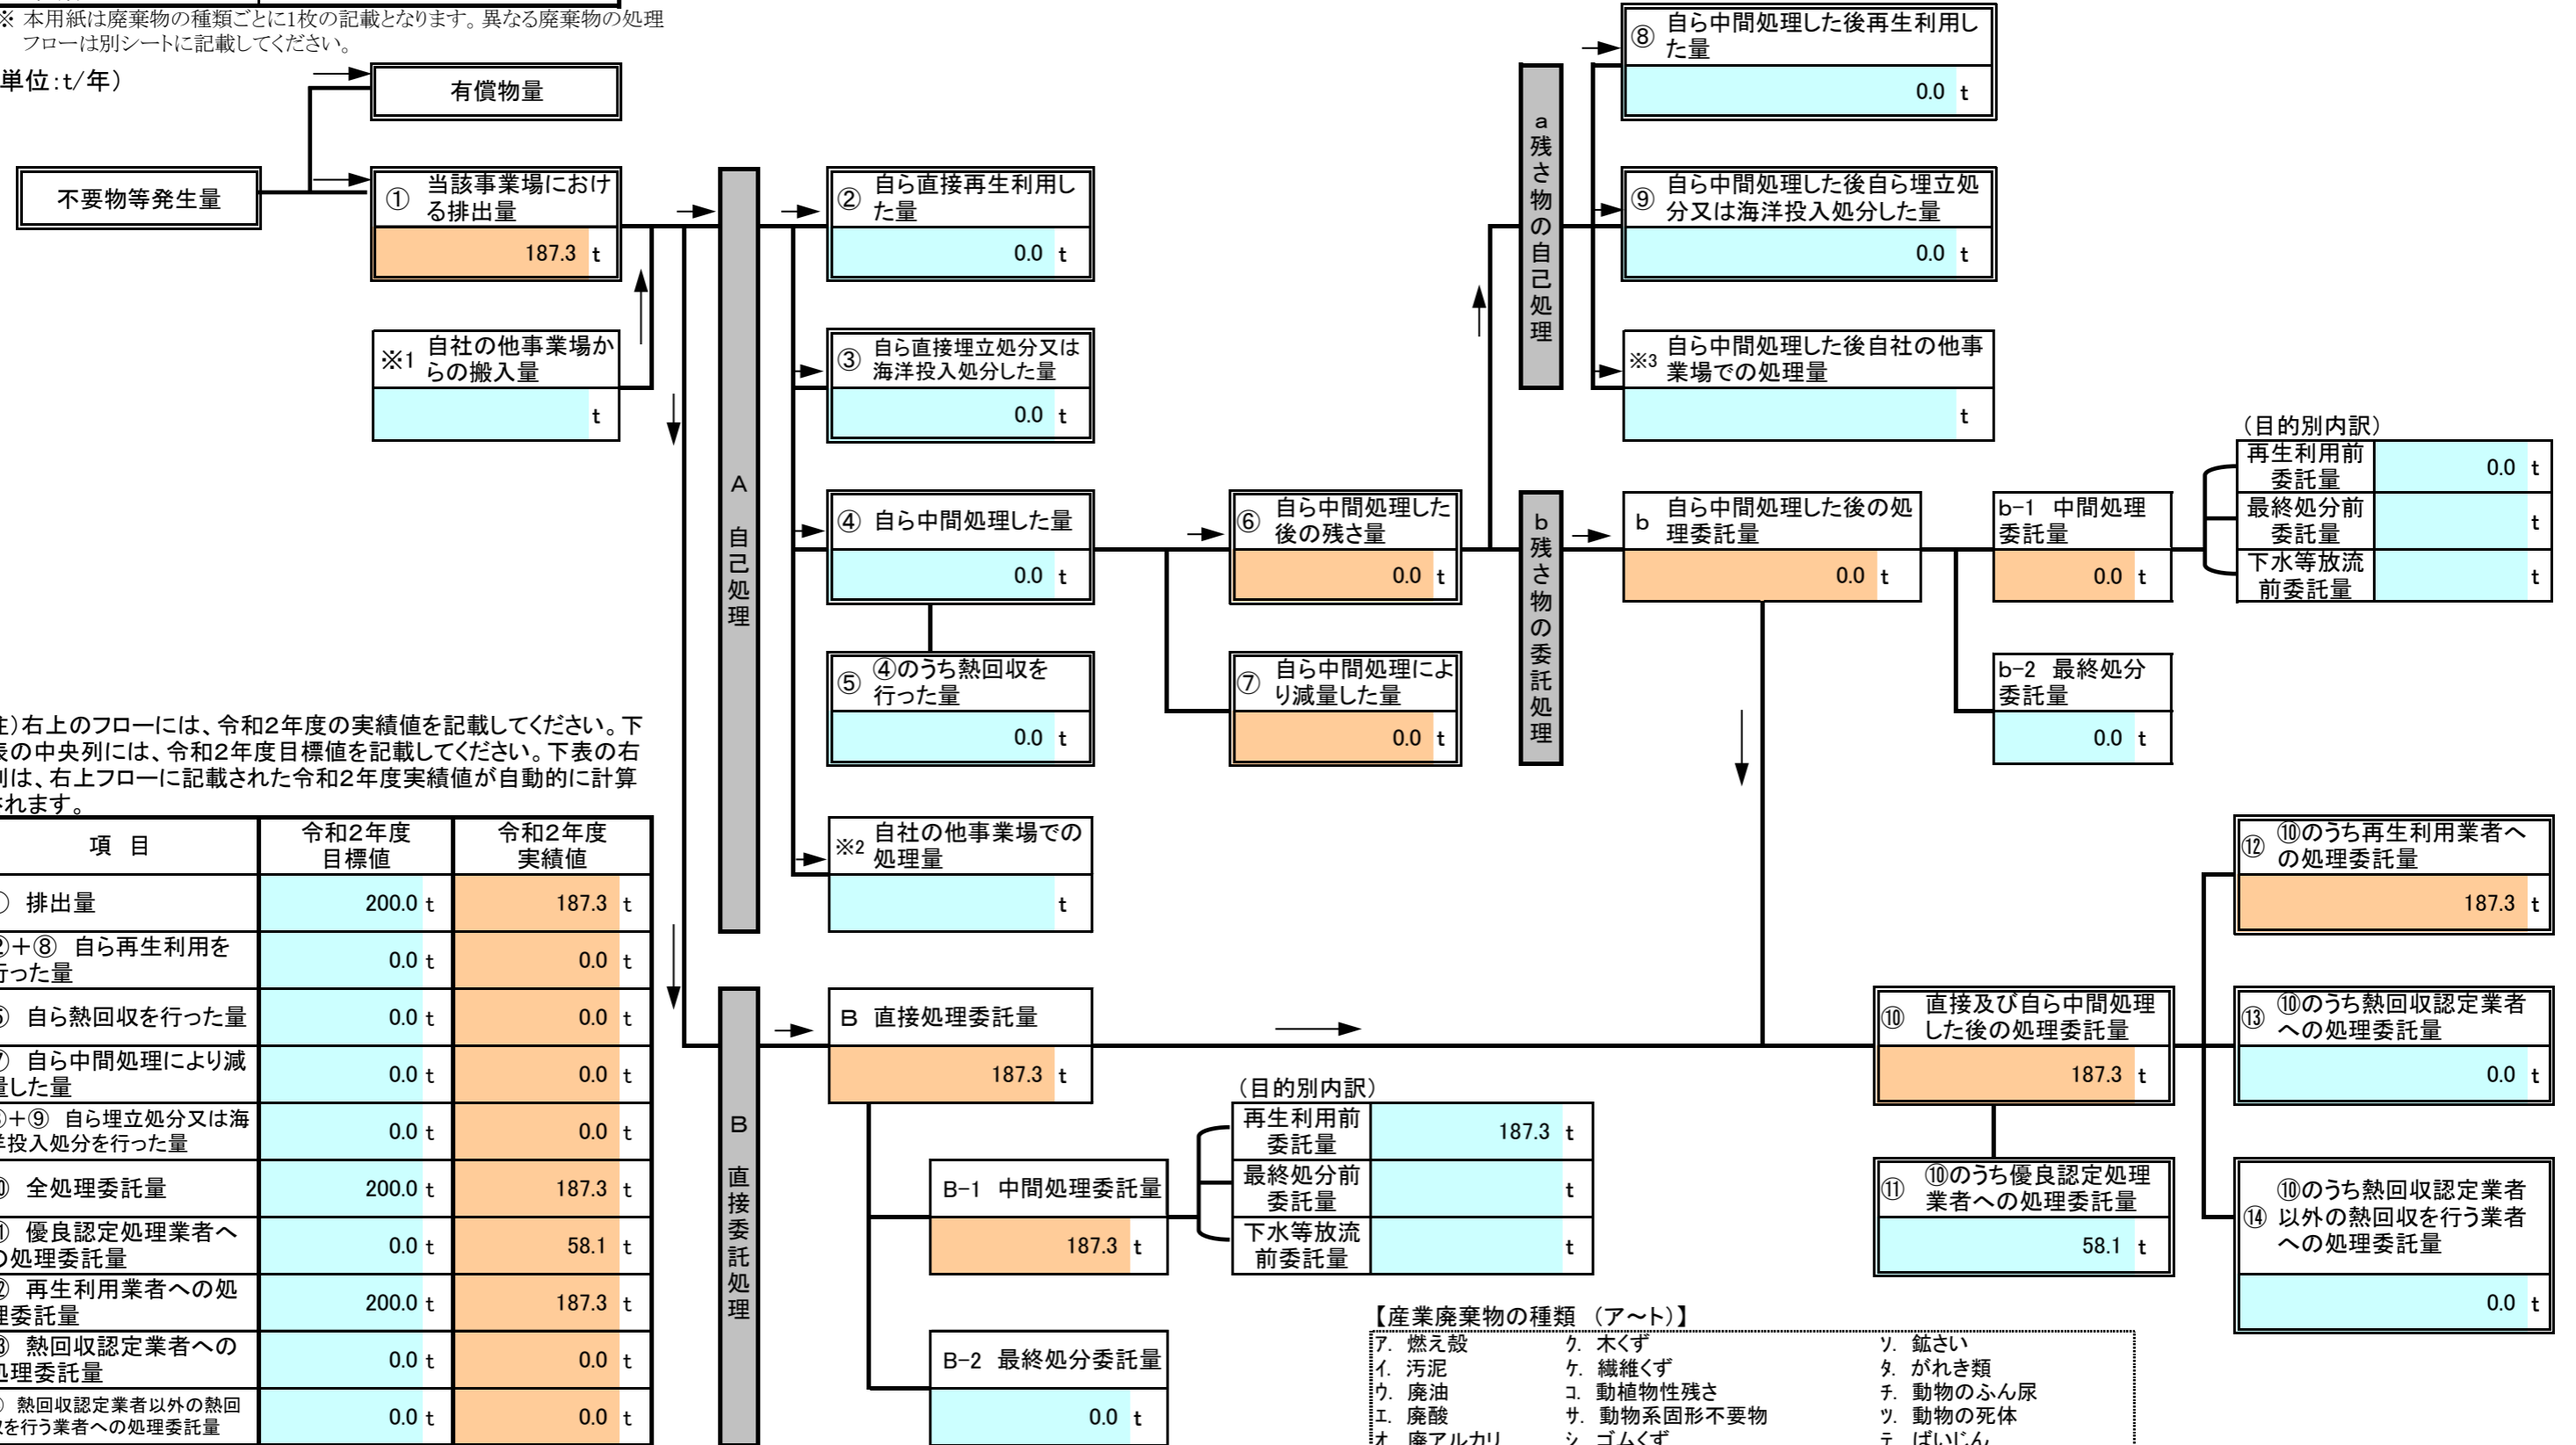 ※ 本用紙は廃棄物の種類ごとに1枚の記載となります。異なる廃棄物の処理
フローは別シートに記載してください。
単位：t/年）
有償物量
不要物等発生量
① 当該事業場におけ
る排出量
187.3 t
※1 自社の他事業場か
らの搬入量
t
A 自己処理
② 自ら直接再生利用し
た量
0.0 t
③ 自ら直接埋立処分又は
海洋投入処分した量
0.0 t
④ 自ら中間処理した量
0.0 t
⑤ ④のうち熱回収を
行った量
0.0 t
※2 自社の他事業場での
処理量
t
⑥ 自ら中間処理した
後の残さ量
0.0 t
⑦ 自ら中間処理によ
り減量した量
0.0 t
a 残さ物の自己処理
⑧ 自ら中間処理した後再生利用し
た量
0.0 t
⑨ 自ら中間処理した後自ら埋立処
分又は海洋投入処分した量
0.0 t
※3 自ら中間処理した後自社の他事
業場での処理量
t
b 残さ物の委託処理
b 自ら中間処理した後の処
理委託量
0.0 t
b-1 中間処理
委託量
0.0 t
b-2 最終処分
委託量
0.0 t
（目的別内訳）
再生利用前
委託量 0.0 t
最終処分前
委託量 t
下水等放流
前委託量 t
注）右上のフローには、令和２年度の実績値を記載してください。下
表の中央列には、令和２年度目標値を記載してください。下表の右
列は、右上フローに記載された令和２年度実績値が自動的に計算
されます。
項 目 令和２年度
目標値 令和２年度
実績値
① 排出量 200.0 t 187.3 t
②＋⑧ 自ら再生利用を
行った量 0.0 t 0.0 t
⑤ 自ら熱回収を行った量 0.0 t 0.0 t
⑦ 自ら中間処理により減
量した量 0.0 t 0.0 t
③＋⑨ 自ら埋立処分又は海
洋投入処分を行った量 0.0 t 0.0 t
⑩ 全処理委託量 200.0 t 187.3 t
⑪ 優良認定処理業者へ
の処理委託量 0.0 t 58.1 t
⑫ 再生利用業者への処
理委託量 200.0 t 187.3 t
⑬ 熱回収認定業者への
処理委託量 0.0 t 0.0 t
熱回収認定業者以外の熱回
収を行う業者への処理委託量 0.0 t 0.0 t
B 直接委託処理
B 直接処理委託量
187.3 t
B-1 中間処理委託量
187.3 t
B-2 最終処分委託量
0.0 t
（目的別内訳）
再生利用前
委託量 187.3 t
最終処分前
委託量 t
下水等放流
前委託量 t
⑩ 直接及び自ら中間処理
した後の処理委託量
187.3 t
⑪ ⑩のうち優良認定処理
業者への処理委託量
58.1 t
⑫ ⑩のうち再生利用業者へ
の処理委託量
187.3 t
⑬ ⑩のうち熱回収認定業者
への処理委託量
0.0 t
⑭ ⑩のうち熱回収認定業者
以外の熱回収を行う業者
への処理委託量
0.0 t
【産業廃棄物の種類 （ア～ト）】
ｱ. 燃え殻 ｸ. 木くず ｿ. 鉱さい
ｲ. 汚泥 ｹ. 繊維くず ﾀ. がれき類
ｳ. 廃油 ｺ. 動植物性残さ ﾁ. 動物のふん尿
ｴ. 廃酸 ｻ. 動物系固形不要物 ﾂ. 動物の死体
ｵ. 廃アルカリ ｼ. ゴムくず ﾃ. ばいじん